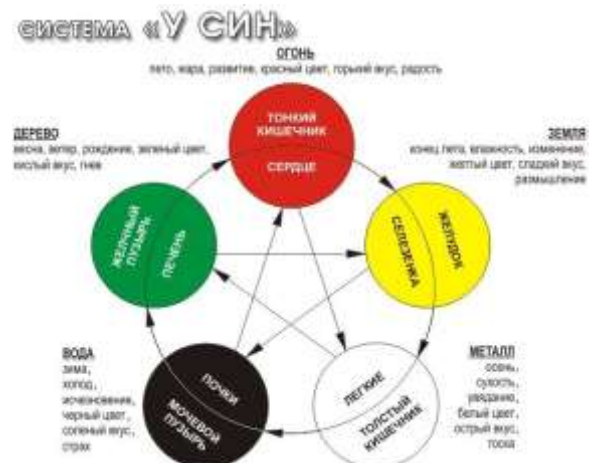 СИСТЕМА «У СИН»
ОГОНЬ
лето, жара, развитие, красный цвет, горький вкус, радость
ТОНКИЙ
КИШЕЧНИК
СЕРДЦЕ
ДЕРЕВО
весна, ветер, рождение, зеленый цвет,
кислый вкус, гнев
ЗЕМЛЯ
конец лета, влажность, изменение,
желтый цвет, сладкий вкус,
размышление
ЖЕЛЧНЫЙ
ПУЗЫРЬ
ПЕЧЕНЬ
ЖЕЛУДОК
СЕЛЕЗЕНКА
ВОДА
зима,
холод,
исчезновение,
черный цвет,
соленый вкус,
страх
ПОЧКИ
МОЧЕВОЙ
ПУЗЫРЬ
ЛЕГКИЕ
ТОЛСТЫЙ
КИШЕЧНИК
МЕТАЛЛ
осень,
сухость,
увядание,
белый цвет,
острый вкус,
тоска